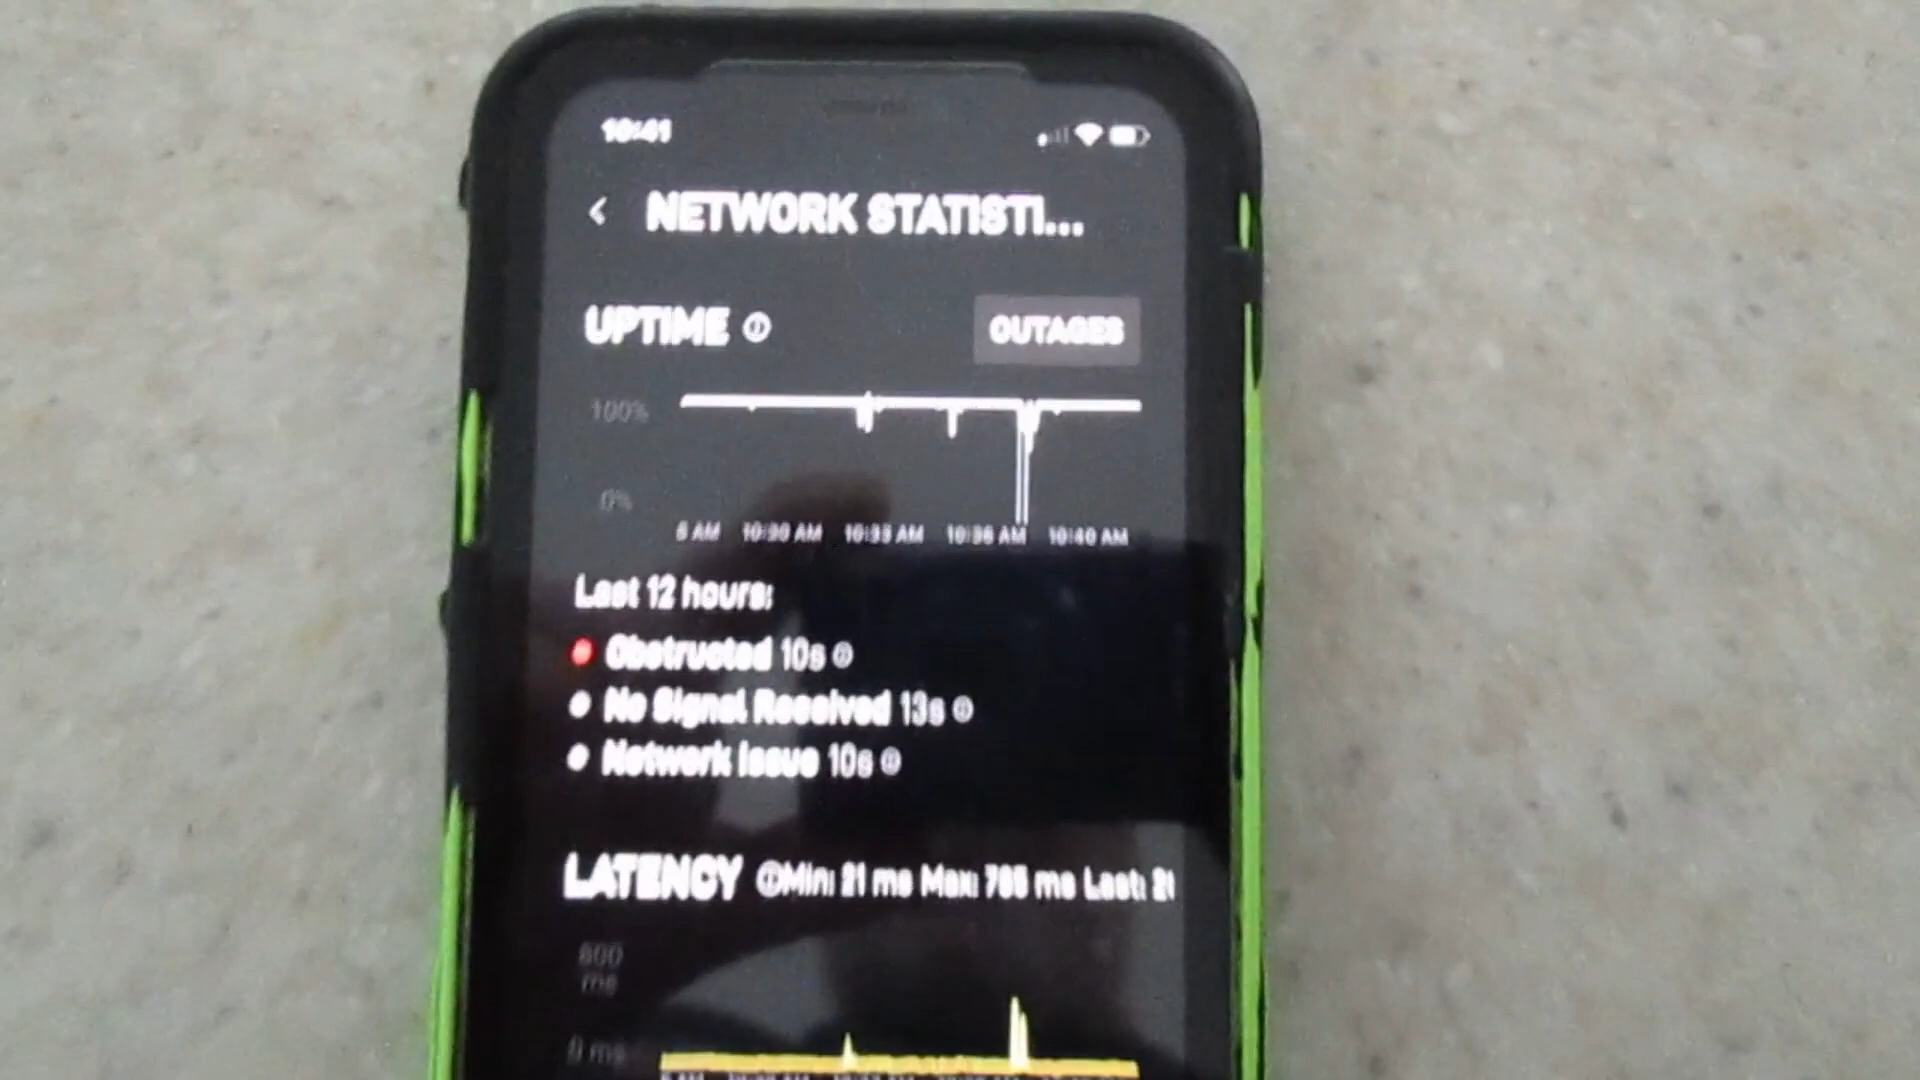 10:41
NETWORK STATISTI...
UPTIME
OUTAGES
100%
0%
5 AM 10:30 AM 10:33 AM 10:36 AM 10:40 AM
Last 12 hours:
Obstructed 10s
No Signal Received 13s
Network Issue 10s
LATENCY Min: 21 ms Max: 765 ms Last: 21
800
ms
0 ms